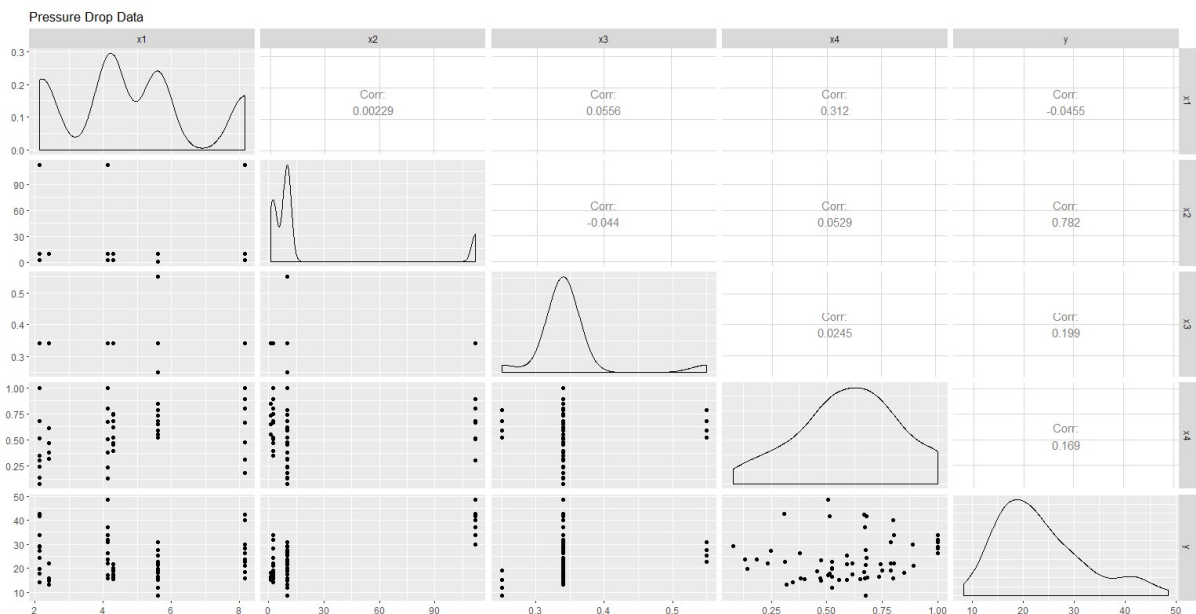 Pressure Drop Data
x1 x2 x3 x4 y
0.3
0.2
0.1
0.0
Corr:
0.00229
Corr:
0.0556
Corr:
0.312
Corr:
-0.0455
x1
90
60
30
0
Corr:
-0.044
Corr:
0.0529
Corr:
0.782
x2
0.5
0.4
0.3
Corr:
0.0245
Corr:
0.199
x3
1.00
0.75
0.50
0.25
Corr:
0.169
x4
50
40
30
20
10
y
2 4 6 8 0 30 60 90 0.3 0.4 0.5 0.25 0.50 0.75 1.00 10 20 30 40 50